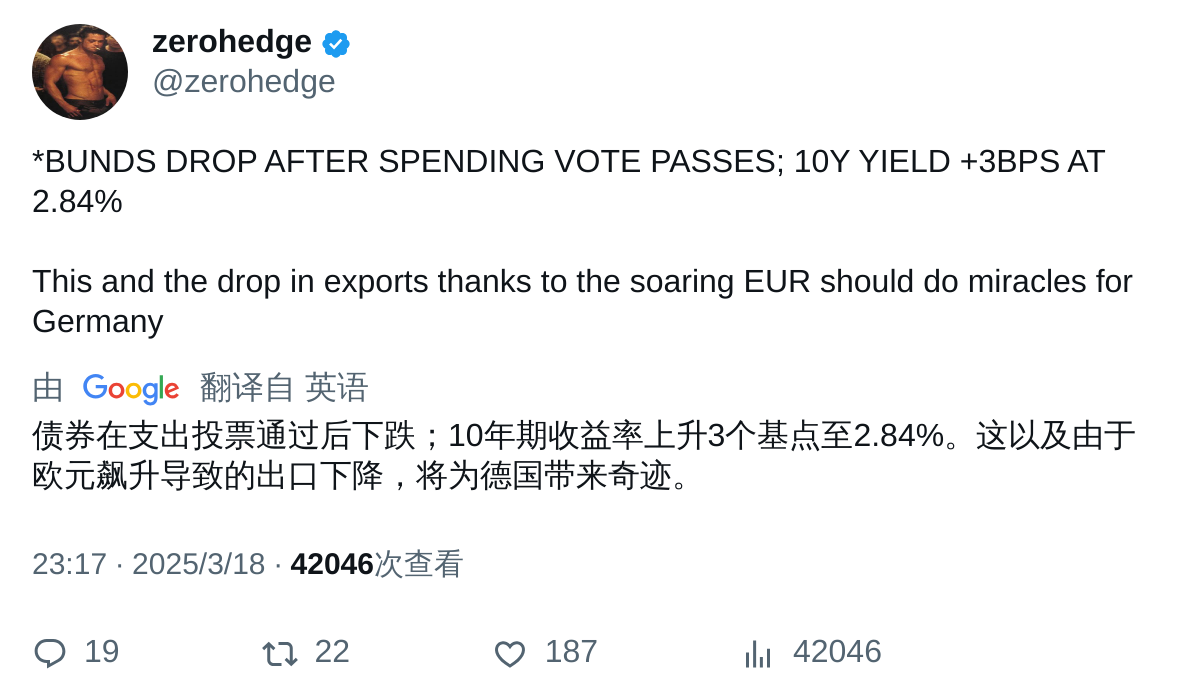 zerohedge
@zerohedge
*BUNDS DROP AFTER SPENDING VOTE PASSES; 10Y YIELD +3BPS AT
2.84%
This and the drop in exports thanks to the soaring EUR should do miracles for
Germany
由 Google 翻译自 英语
债券在支出投票通过后下跌；10年期收益率上升3个基点至2.84%。这以及由于
欧元飙升导致的出口下降，将为德国带来奇迹。
23:17 · 2025/3/18 · 42046次查看
19 22 187 42046